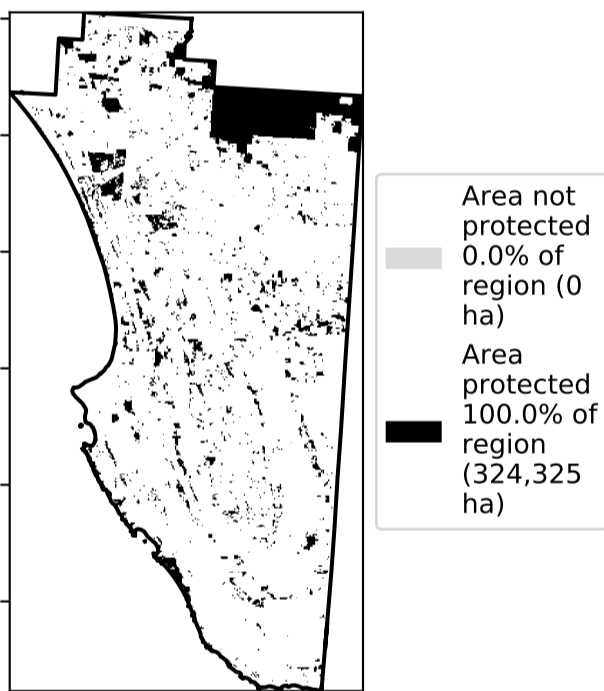 Area not
protected
0.0% of
region (0
ha)
Area
protected
100.0% of
region
(324,325
ha)